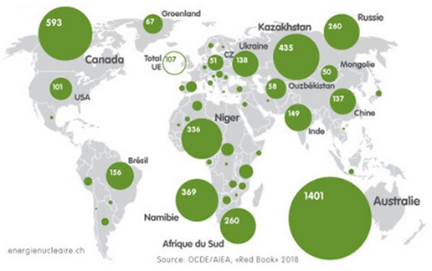 593
Canada
67
Groenland
Kazakhstan
435
260
Russie
Total
UE
107
51
CZ
Ukraine
138
50
Mongolie
101
USA
58
Ouzbékistan
137
Chine
149
Inde
Niger
336
Brésil
156
369
Namibie
260
Afrique du Sud
1401
Australie
energienucleaire.ch
Source: OCDE/AIEA, «Red Book» 2018